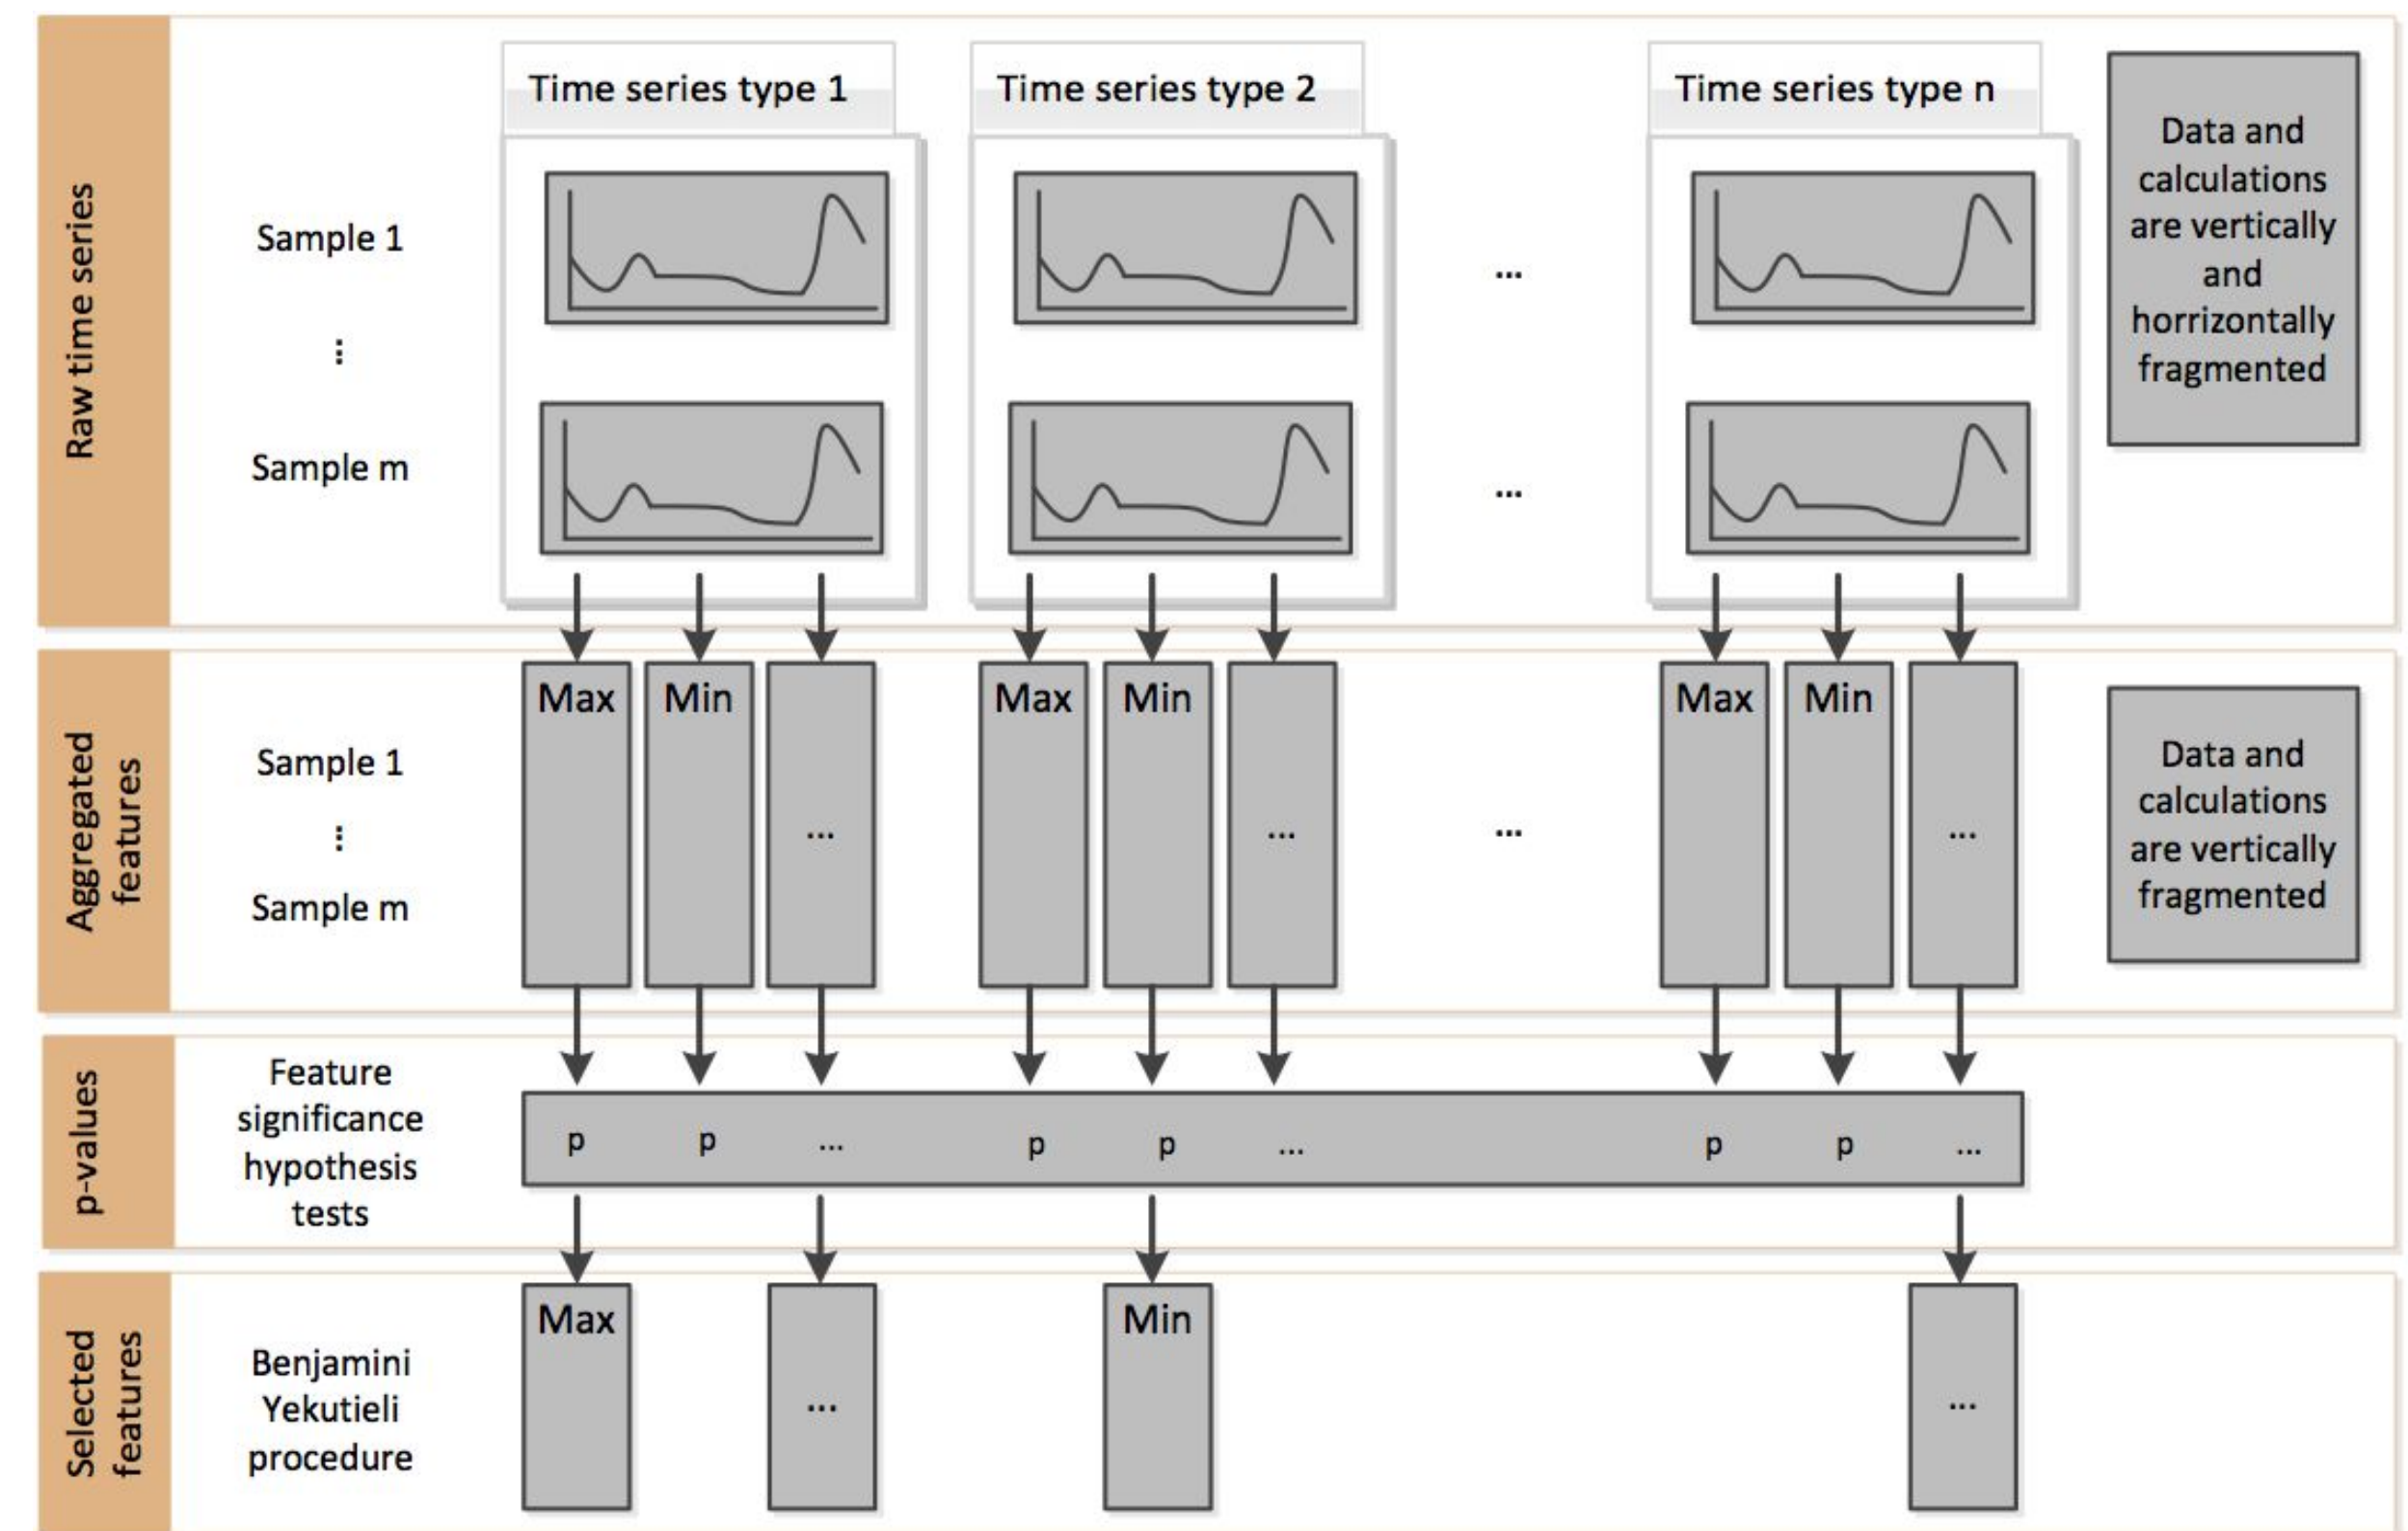 Raw time series
Time series type 1
Time series type 2
Time series type n
Sample 1
⁞
Sample m
...
...
Data and
calculations
are vertically
and
horrizontally
fragmented
Aggregated
features
Sample 1
⁞
Sample m
Max
Min
...
Max
Min
...
...
Max
Min
...
Data and
calculations
are vertically
fragmented
p-values
Feature
significance
hypothesis
tests
p p ... p p ... p p ...
Selected
features
Benjamini
Yekutieli
procedure
Max
...
Min
...